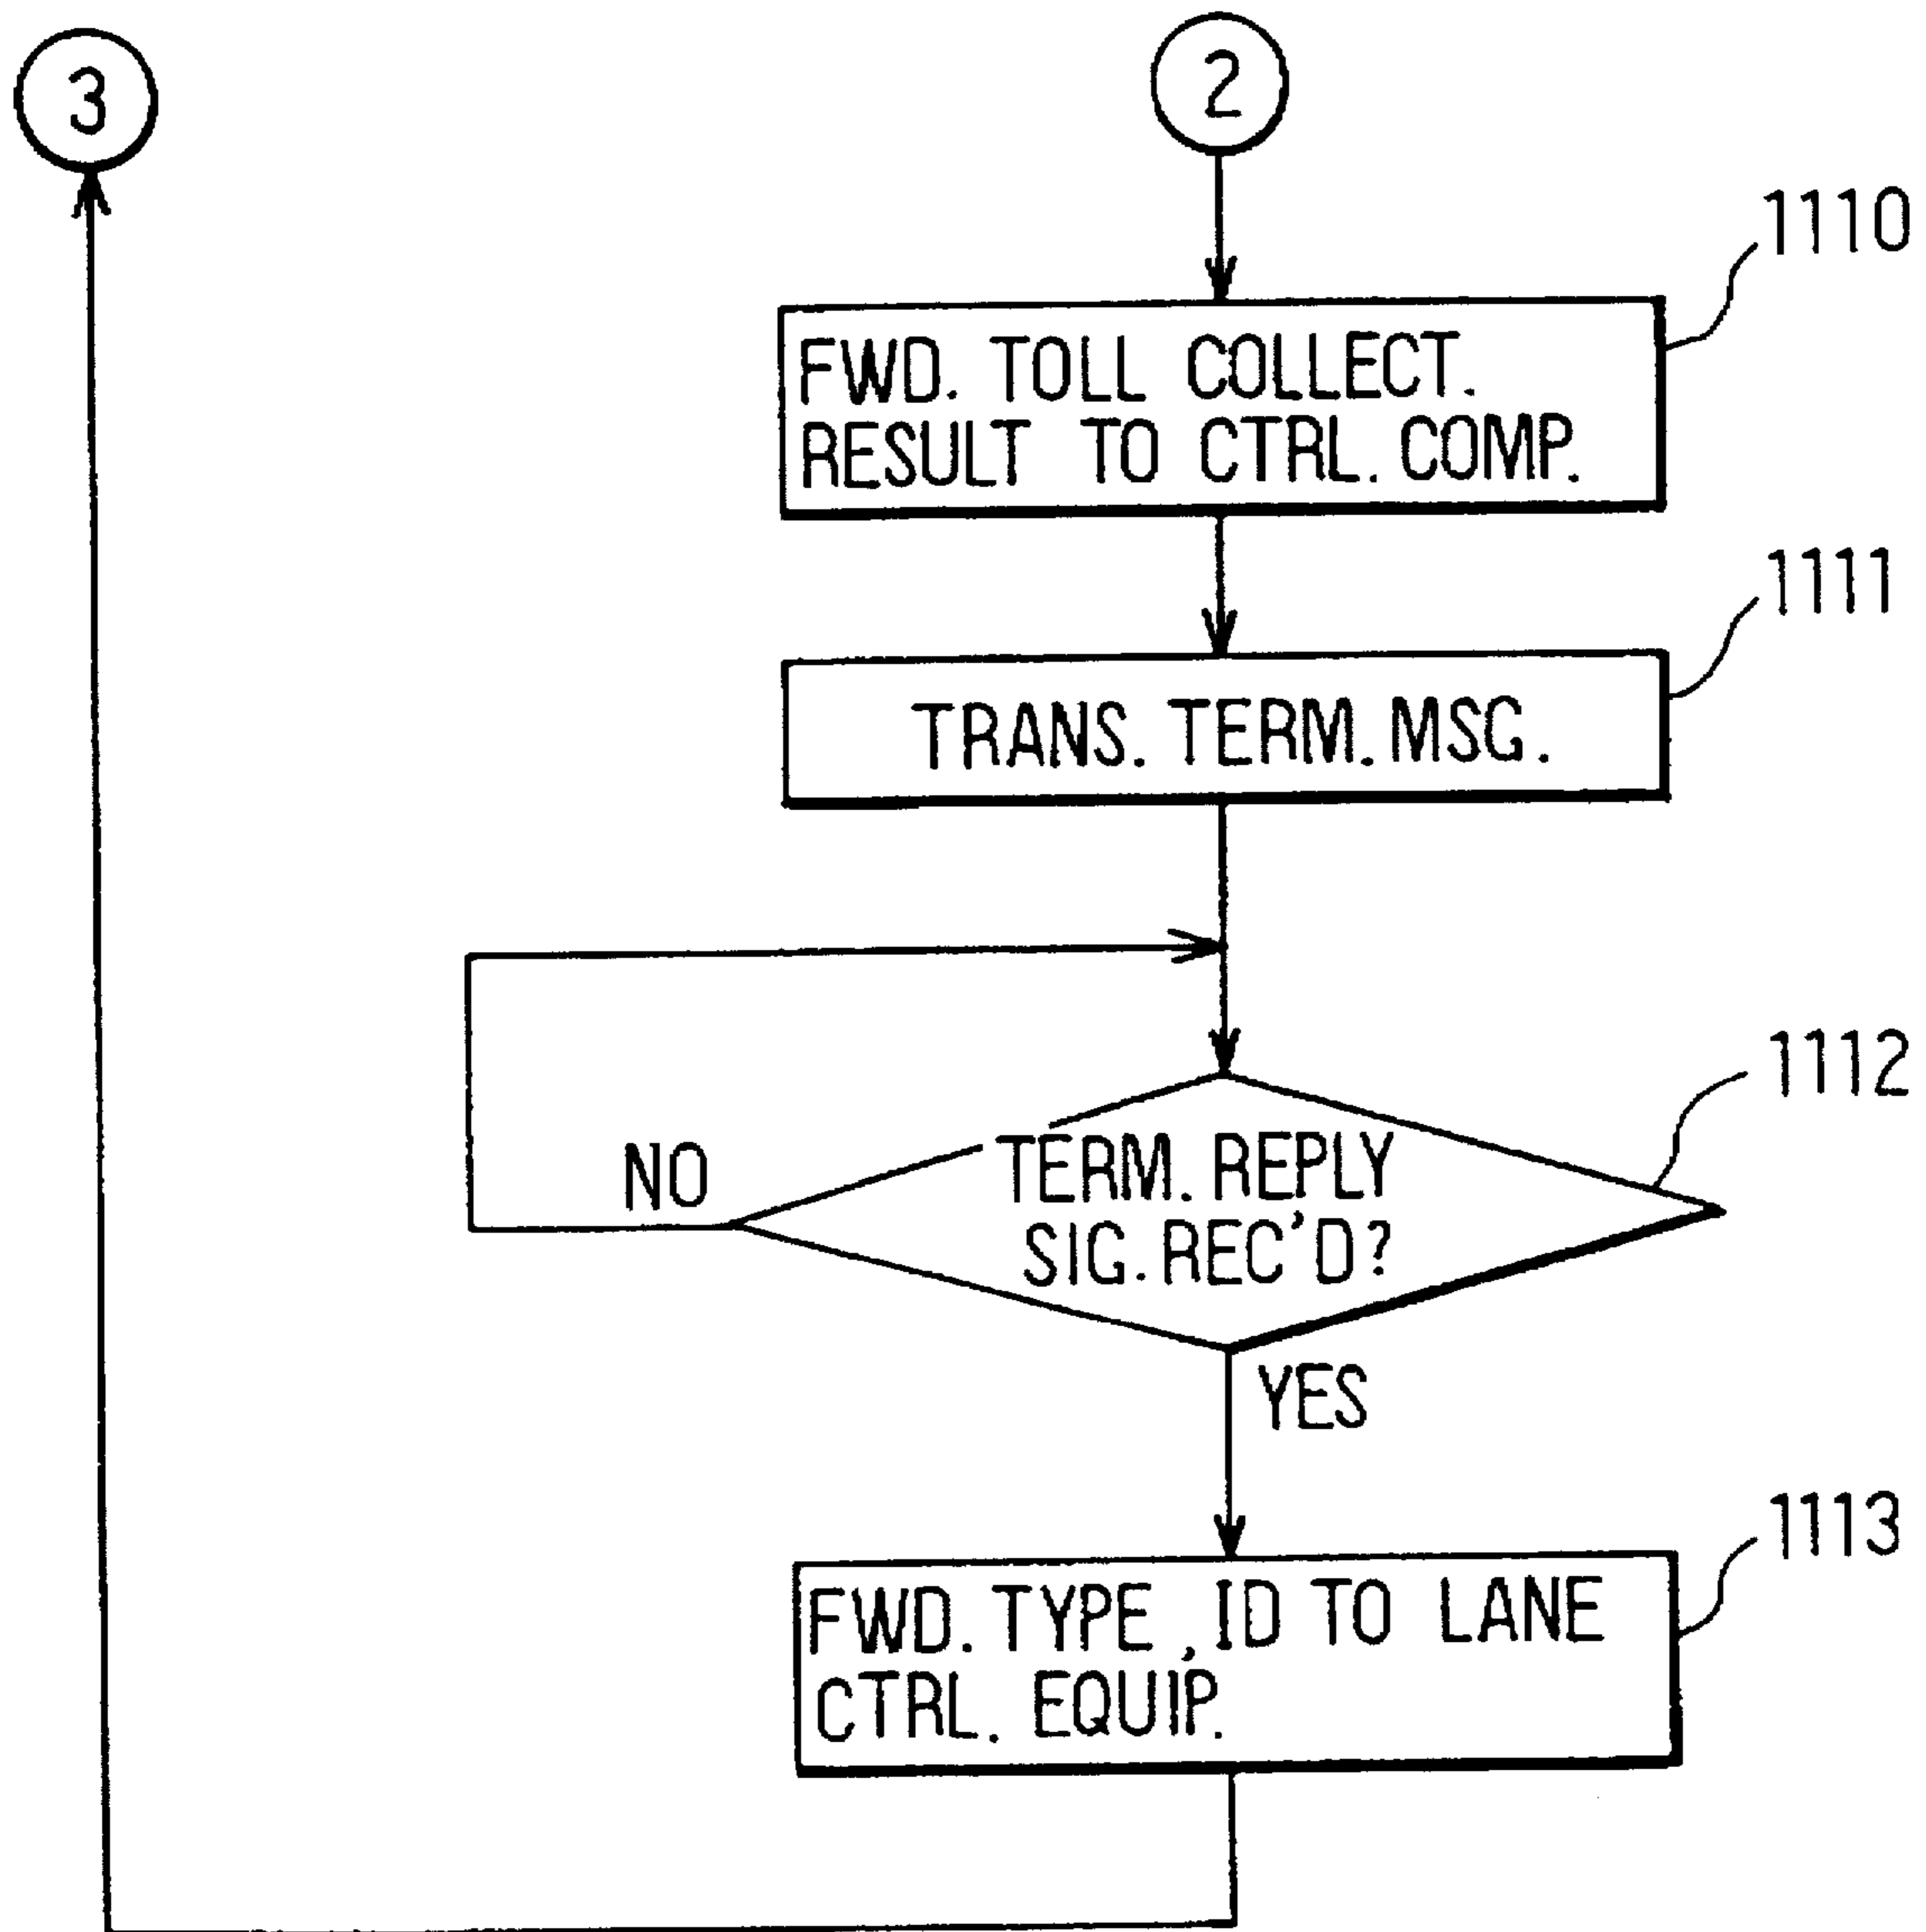 3
2
1110
FWD. TOLL COLLECT.
RESULT TO CTRL. COMP.
1111
TRANS. TERM. MSG.
1112
NO
TERM. REPLY
SIG. REC'D?
YES
1113
FWD. TYPE, ID TO LANE
CTRL. EQUIP.